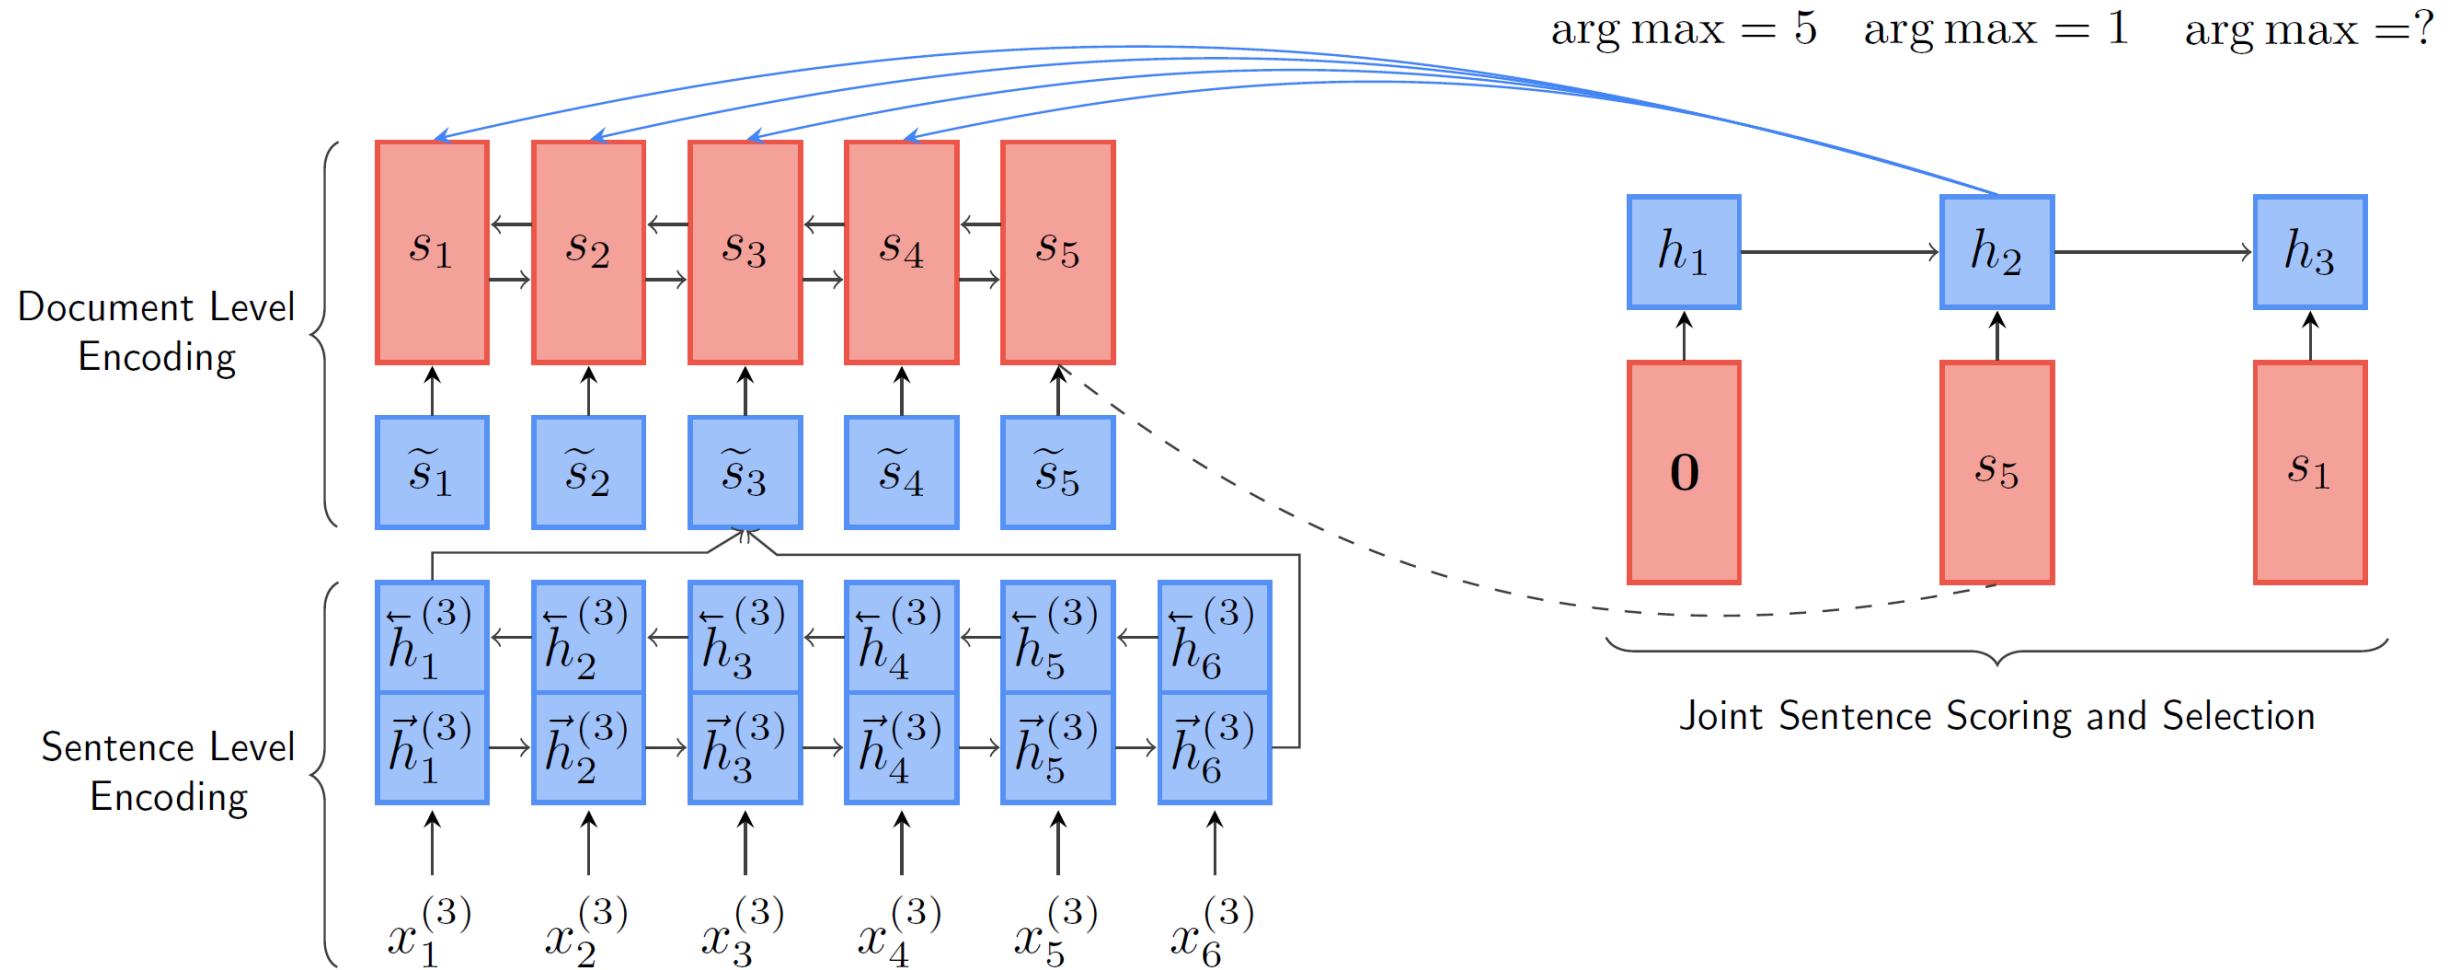 arg max = 5 arg max = 1 arg max =?
s₁ s₂ s₃ s₄ s₅ h₁ h₂ h₃
Document Level
Encoding
s̃₁ s̃₂ s̃₃ s̃₄ s̃₅ 0 s₅ s₁
h⃖₁⁽³⁾ h⃖₂⁽³⁾ h⃖₃⁽³⁾ h⃖₄⁽³⁾ h⃖₅⁽³⁾ h⃖₆⁽³⁾
Joint Sentence Scoring and Selection
Sentence Level
Encoding
h⃗₁⁽³⁾ h⃗₂⁽³⁾ h⃗₃⁽³⁾ h⃗₄⁽³⁾ h⃗₅⁽³⁾ h⃗₆⁽³⁾
x₁⁽³⁾ x₂⁽³⁾ x₃⁽³⁾ x₄⁽³⁾ x₅⁽³⁾ x₆⁽³⁾